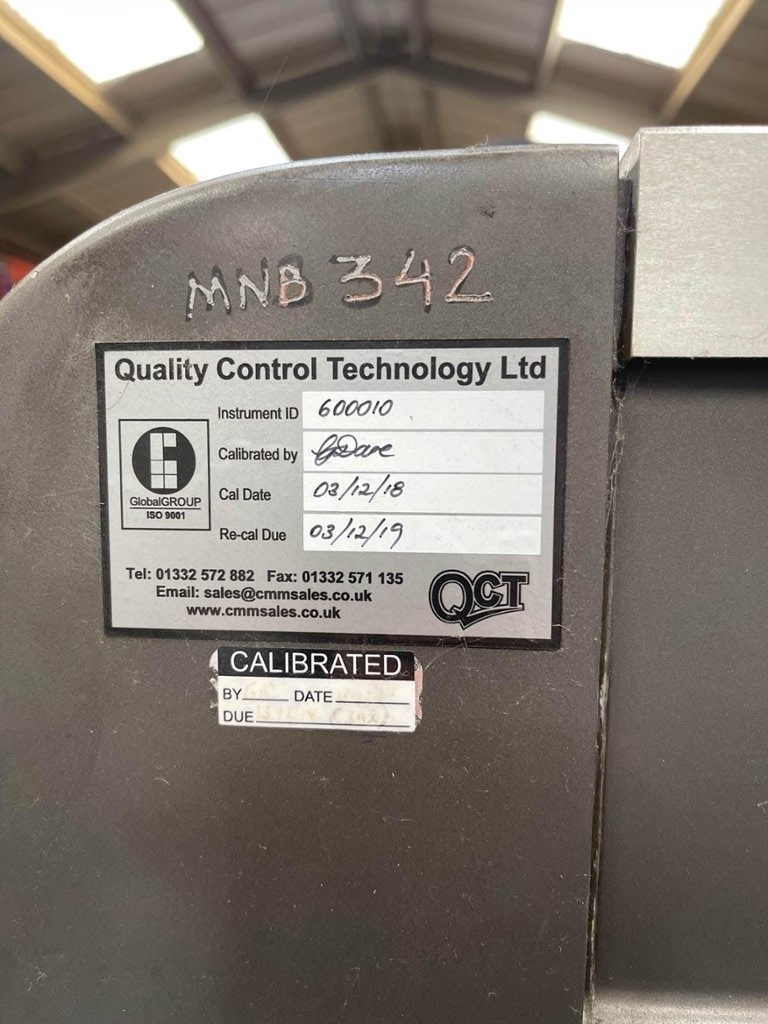 MNB 342
Quality Control Technology Ltd
Instrument ID 600010
Calibrated by
Cal Date 03/12/18
Re-cal Due 03/12/19
GlobalGROUP
ISO 9001
Tel: 01332 572 882 Fax: 01332 571 135
Email: sales@cmmsales.co.uk
www.cmmsales.co.uk
QCT
CALIBRATED
BY DATE
DUE